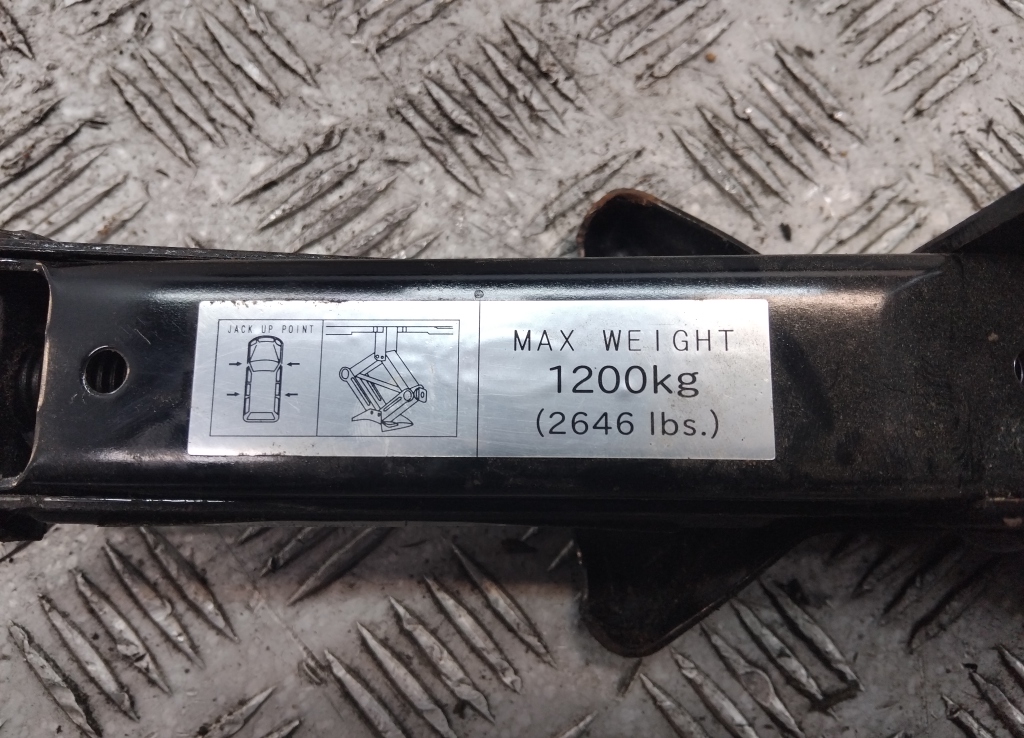 JACK UP POINT
MAX WEIGHT
1200kg
(2646 lbs.)